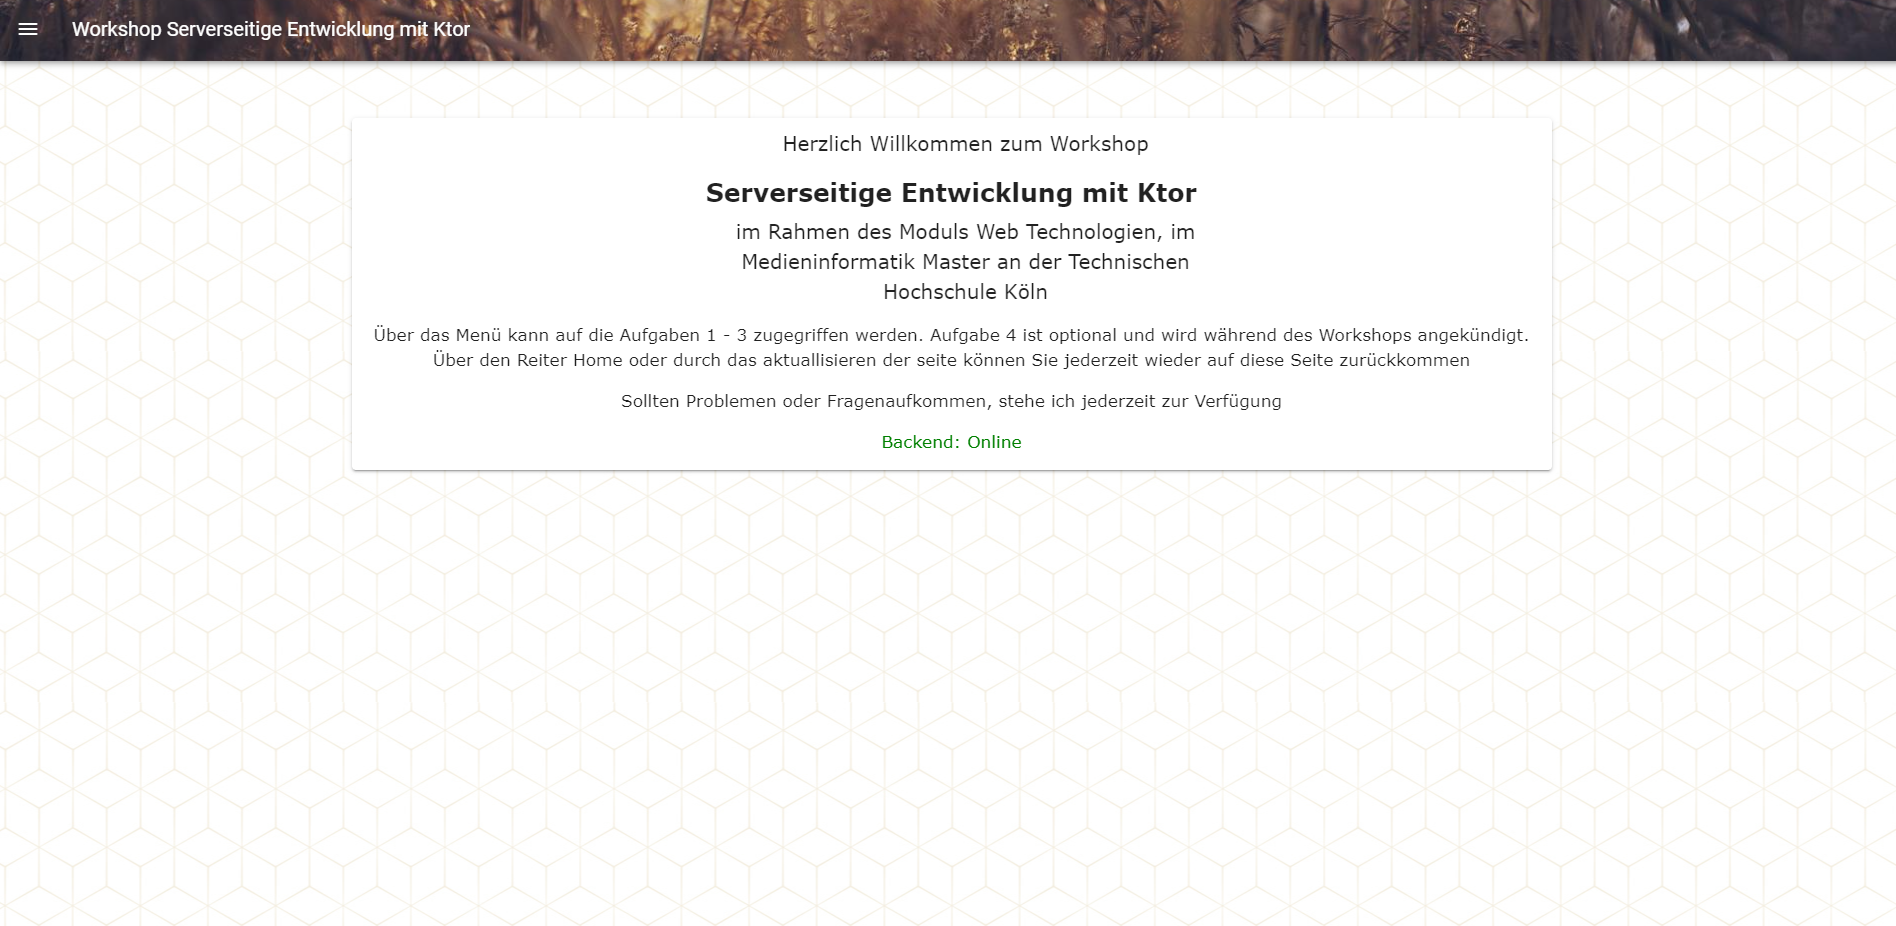 Workshop Serverseitige Entwicklung mit Ktor
Herzlich Willkommen zum Workshop
Serverseitige Entwicklung mit Ktor
im Rahmen des Moduls Web Technologien, im
Medieninformatik Master an der Technischen
Hochschule Köln
Über das Menü kann auf die Aufgaben 1 - 3 zugegriffen werden. Aufgabe 4 ist optional und wird während des Workshops angekündigt.
Über den Reiter Home oder durch das aktuallisieren der seite können Sie jederzeit wieder auf diese Seite zurückkommen
Sollten Problemen oder Fragenaufkommen, stehe ich jederzeit zur Verfügung
Backend: Online